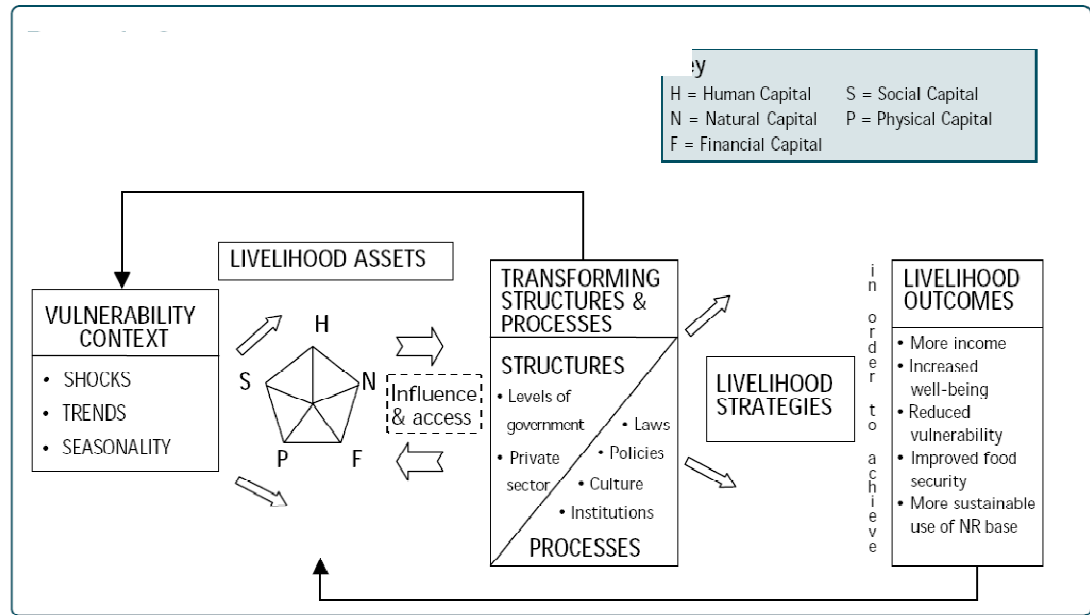 ey
H = Human Capital S = Social Capital
N = Natural Capital P = Physical Capital
F = Financial Capital
LIVELIHOOD ASSETS
VULNERABILITY
CONTEXT
• SHOCKS
• TRENDS
• SEASONALITY
H
S
N
P
F
Influence
& access
TRANSFORMING
STRUCTURES &
PROCESSES
STRUCTURES
• Levels of
government
• Private
sector
• Laws
• Policies
• Culture
• Institutions
PROCESSES
LIVELIHOOD
STRATEGIES
in order to achieve
LIVELIHOOD
OUTCOMES
• More income
• Increased
well-being
• Reduced
vulnerability
• Improved food
security
• More sustainable
use of NR base